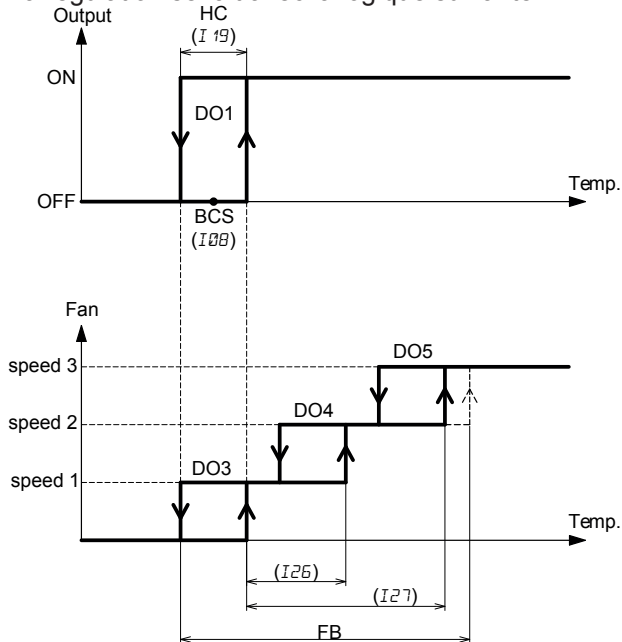 Output
HC
(I 19)
ON
DO1
Temp.
OFF
BCS
(I08)
Fan
speed 3
DO5
speed 2
DO4
speed 1
DO3
Temp.
(I26)
(I27)
FB